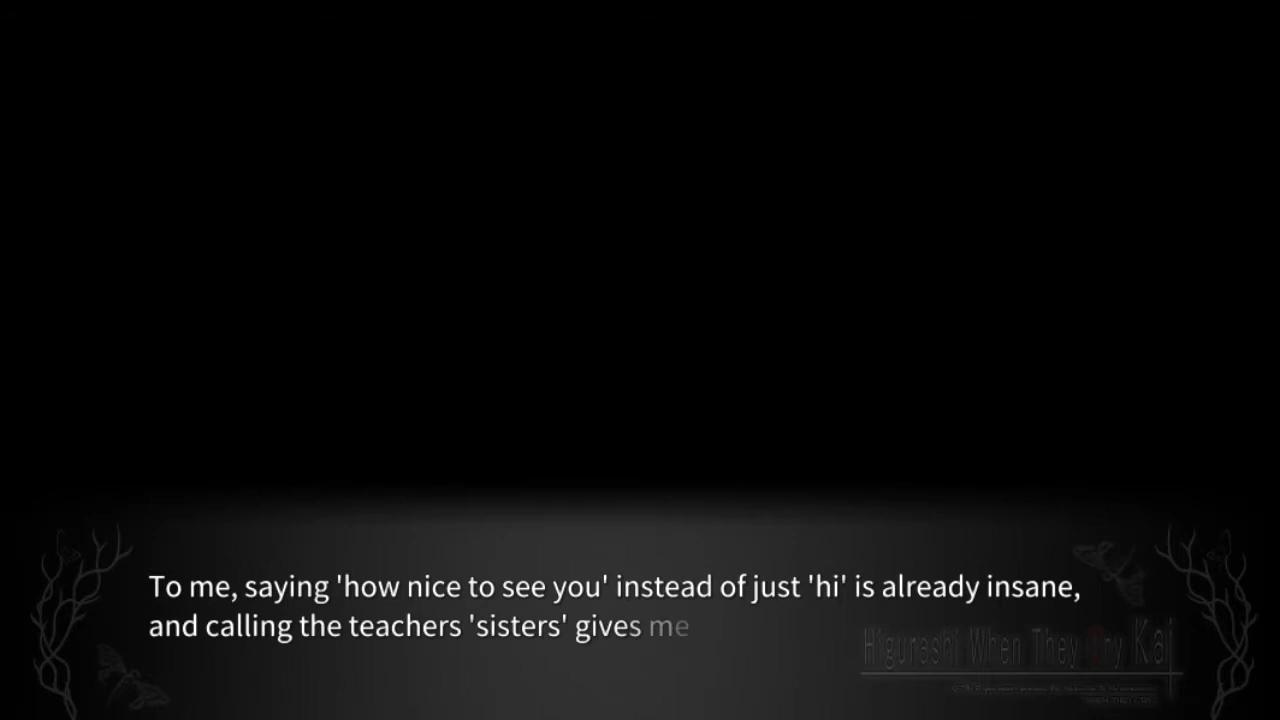 To me, saying 'how nice to see you' instead of just 'hi' is already insane,
and calling the teachers 'sisters' gives me
Higurashi When They Cry Kai